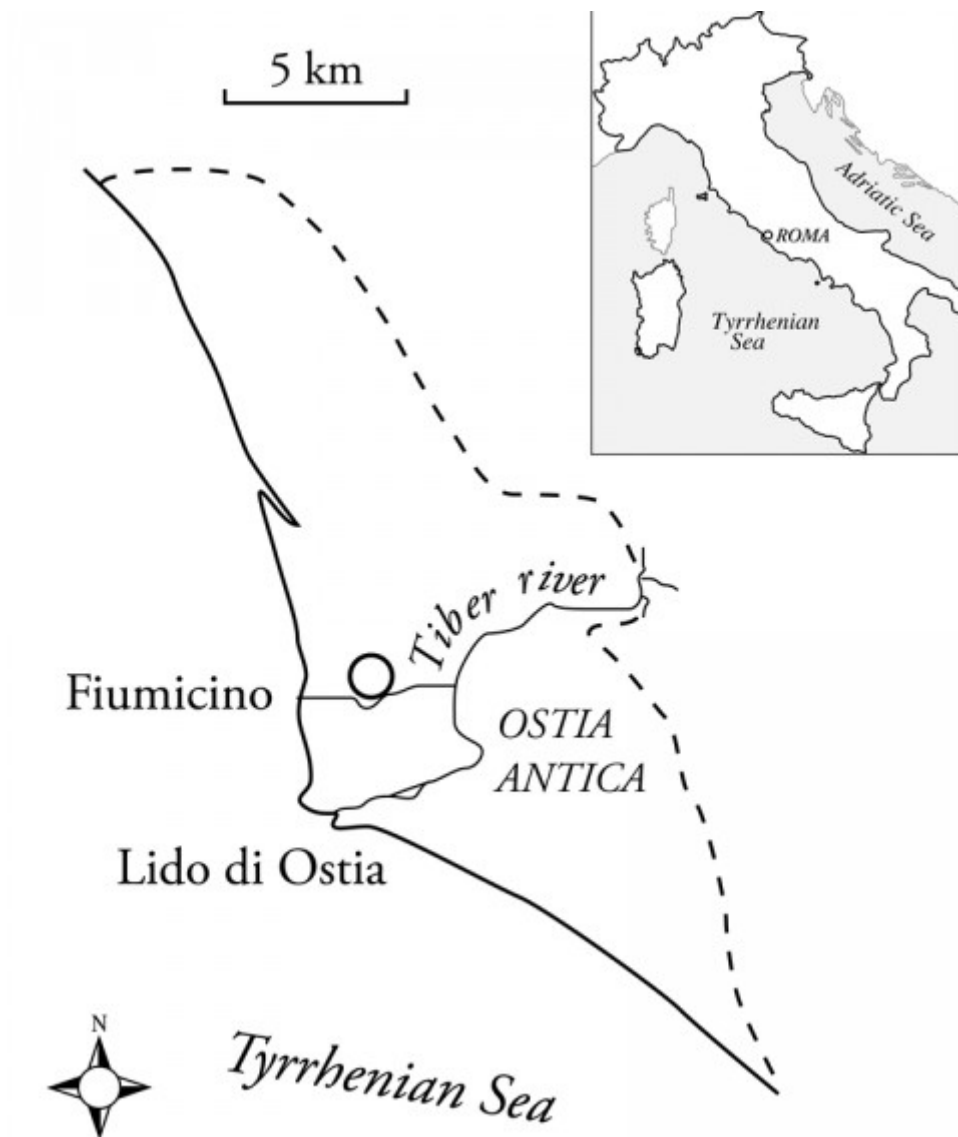 5 km
Adriatic Sea
ROMA
Tyrrhenian
Sea
Tiber river
Fiumicino
OSTIA
ANTICA
Lido di Ostia
N
Tyrrhenian Sea